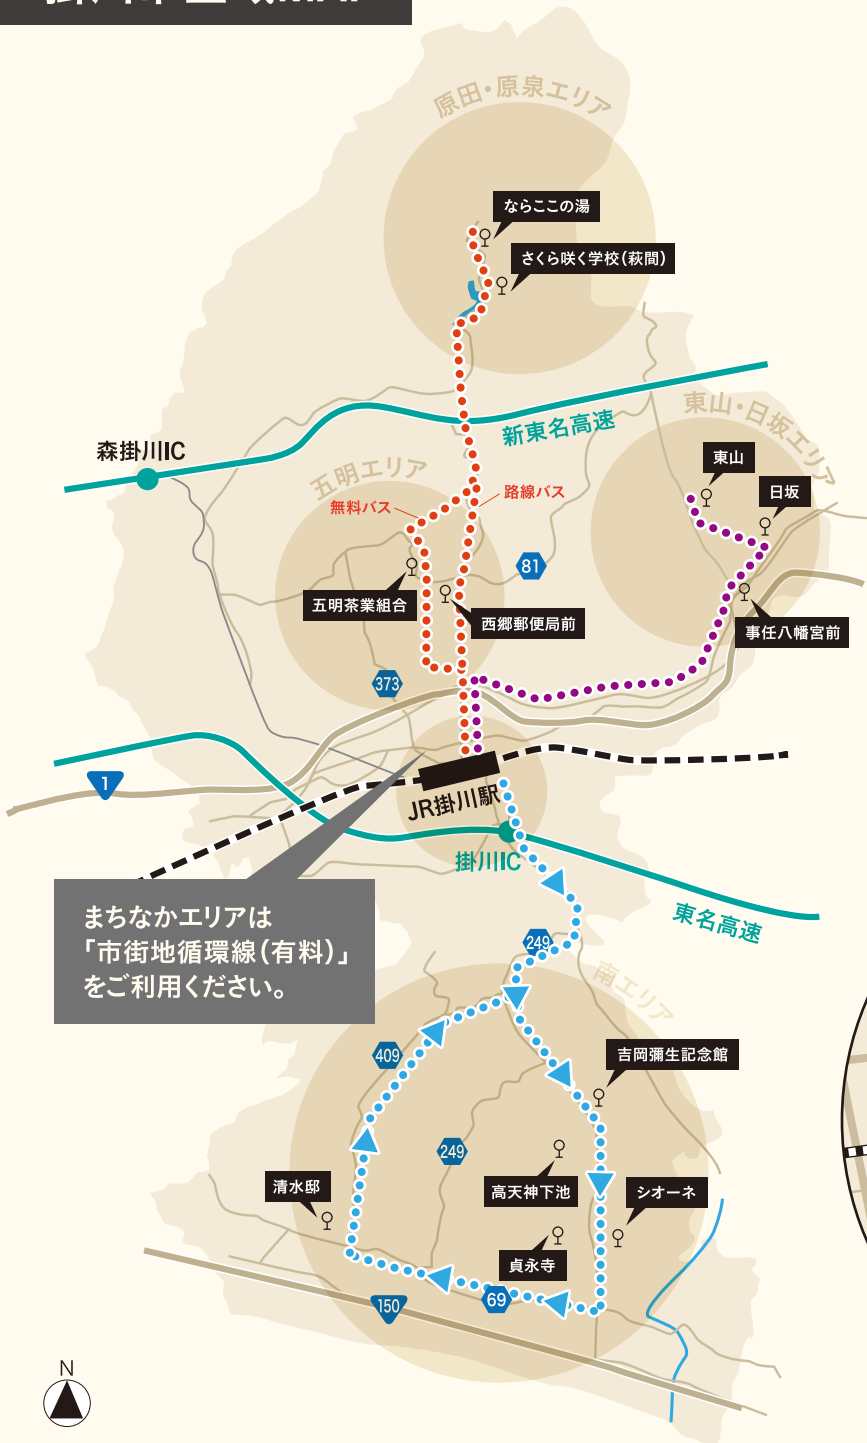 原田・原泉エリア
ならここの湯
さくら咲く学校(萩間)
新東名高速
森掛川IC
東山・日坂エリア
東山
日坂
五明エリア
無料バス
路線バス
81
五明茶業組合
西郷郵便局前
事任八幡宮前
373
1
JR掛川駅
掛川IC
東名高速
まちなかエリアは
「市街地循環線(有料)」
をご利用ください。
249
南エリア
409
吉岡彌生記念館
249
高天神下池
清水邸
シオーネ
貞永寺
69
150
N